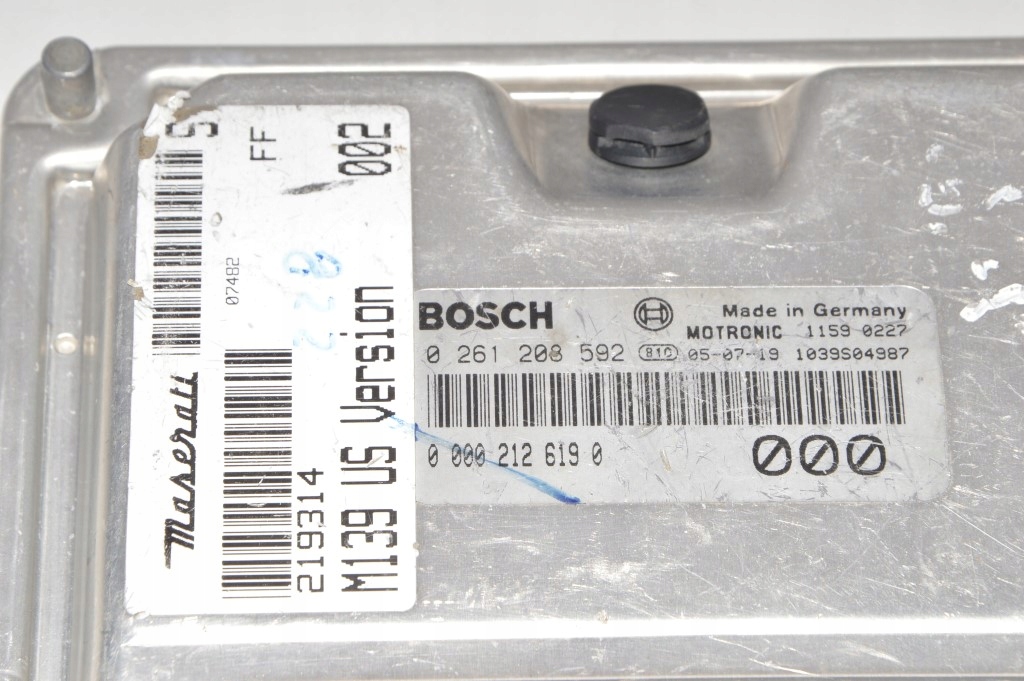 Maserati
S
07482
FF
219314
M139 US Version
002
BOSCH
Made in Germany
MOTRONIC 1159 0227
0 261 208 592 810 05-07-19 1039S04987
0 000 212 619 0
000